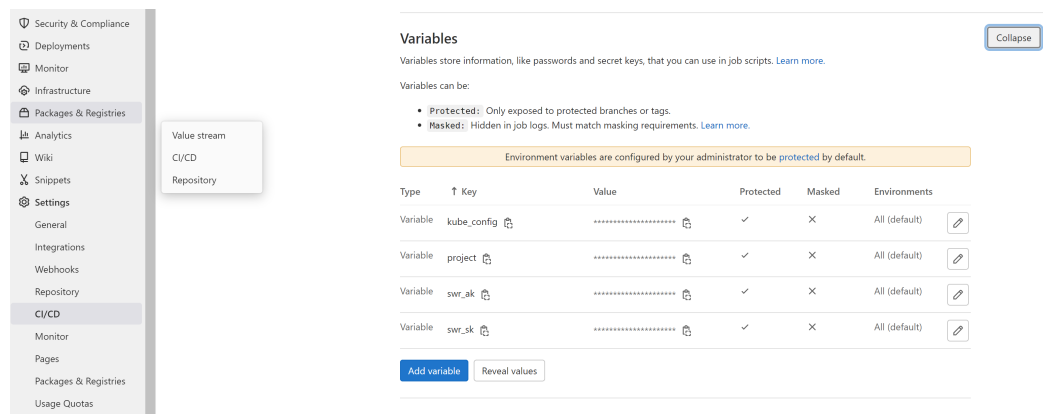 Security & Compliance
Deployments
Monitor
Infrastructure
Packages & Registries
Analytics
Wiki
Snippets
Settings
General
Integrations
Webhooks
Repository
CI/CD
Monitor
Pages
Packages & Registries
Usage Quotas
Value stream
CI/CD
Repository
Variables
Collapse
Variables store information, like passwords and secret keys, that you can use in job scripts. Learn more.
Variables can be:
• Protected: Only exposed to protected branches or tags.
• Masked: Hidden in job logs. Must match masking requirements. Learn more.
Environment variables are configured by your administrator to be protected by default.
Type ↑ Key Value Protected Masked Environments
Variable kube_config ********************* ✓ ✕ All (default)
Variable project ********************* ✓ ✕ All (default)
Variable swr_ak ********************* ✓ ✕ All (default)
Variable swr_sk ********************* ✓ ✕ All (default)
Add variable Reveal values